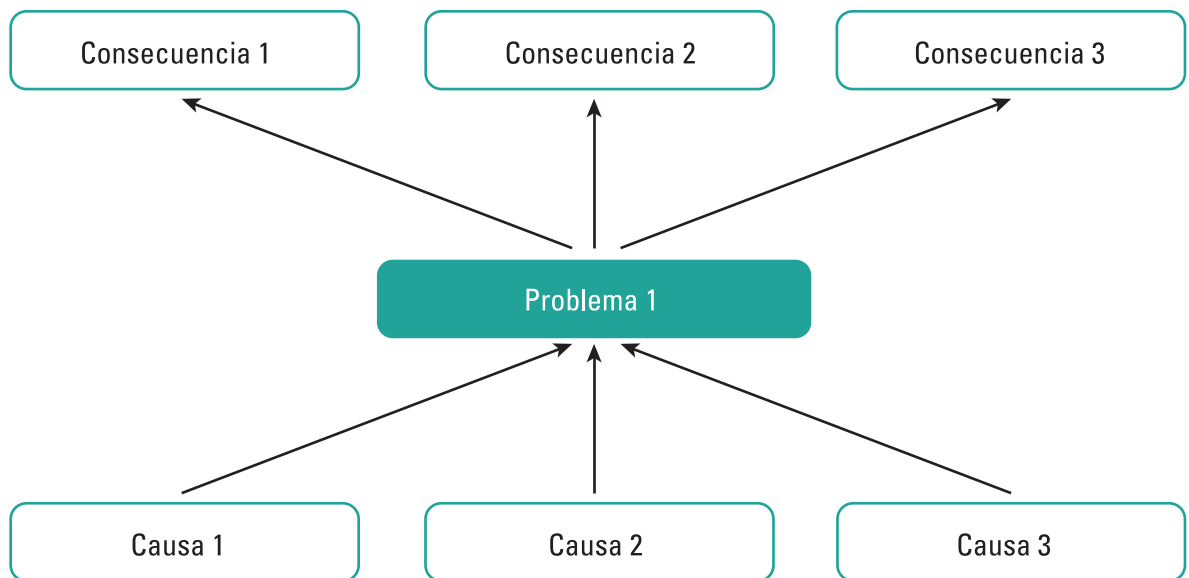 Consecuencia 1
Consecuencia 2
Consecuencia 3
Problema 1
Causa 1
Causa 2
Causa 3